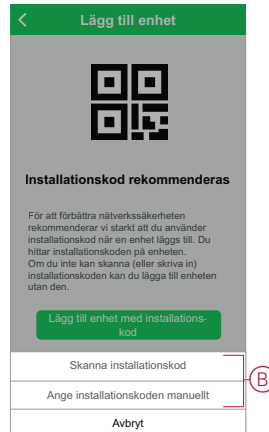 Lägg till enhet
Installationskod rekommenderas
För att förbättra nätverkssäkerheten
rekommenderar vi starkt att du använder
installationskod när en enhet läggs till. Du
hittar installationskoden på enheten.
Om du inte kan skanna (eller skriva in)
installationskoden kan du lägga till enheten
utan den.
Lägg till enhet med installations-
kod
Skanna installationskod
B
Ange installationskoden manuellt
Avbryt